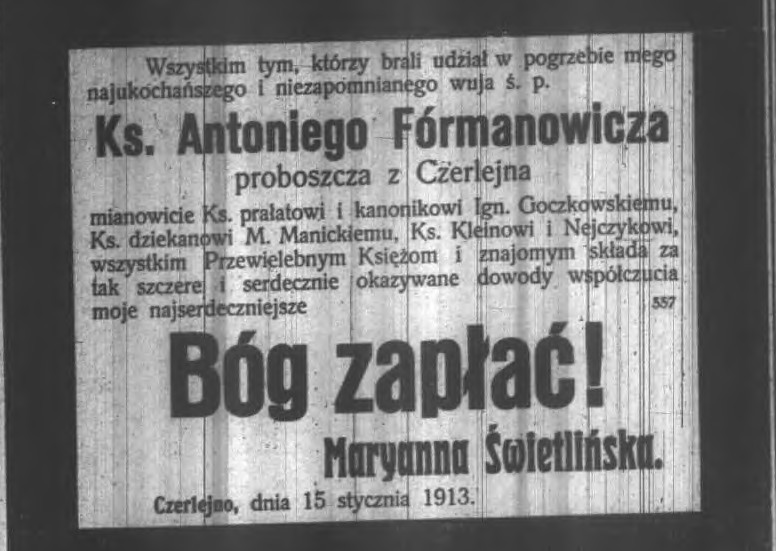 Wszystkim tym, którzy brali udział w pogrzebie mego
najukochańszego i niezapomnianego wuja ś. p.
Ks. Antoniego Fórmanowicza
proboszcza z Czerlejna
mianowicie Ks. prałatowi i kanonikowi Ign. Goczkowskiemu,
Ks. dziekanowi M. Manickiemu, Ks. Kleinowi i Nejczykowi,
wszystkim Przewielebnym Księżom i znajomym składa za
tak szczere i serdecznie okazywane dowody współczucia
moje najserdeczniejsze 557
Bóg zapłać!
Maryanna Świetlińska.
Czerlejno, dnia 15 stycznia 1913.